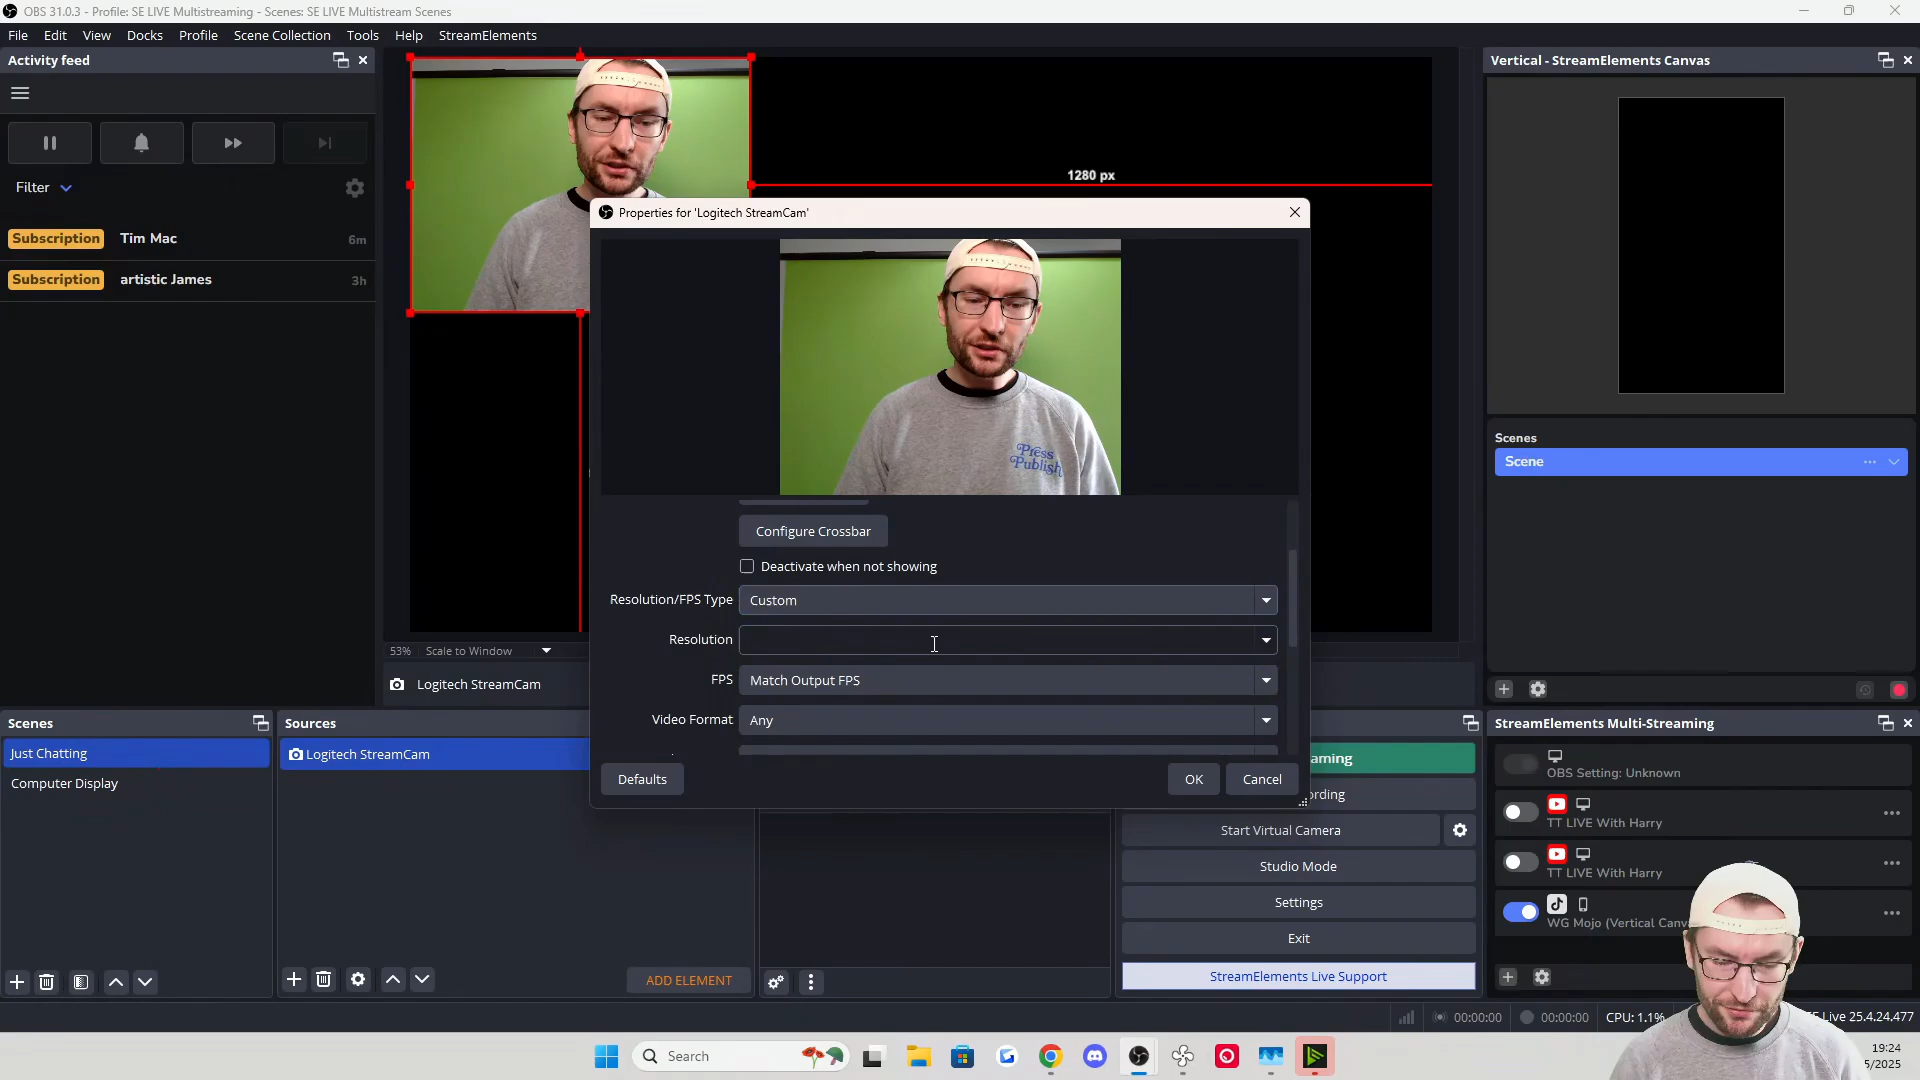 OBS 31.0.3 - Profile: SE LIVE Multistreaming - Scenes: SE LIVE Multistream Scenes
File Edit View Docks Profile Scene Collection Tools Help StreamElements
Activity feed
Filter
Subscription Tim Mac 6m
Subscription artistic James 3h
1280 px
Properties for 'Logitech StreamCam'
Press
Publish
Configure Crossbar
Deactivate when not showing
Resolution/FPS Type Custom
Resolution
FPS Match Output FPS
Video Format Any
Defaults OK Cancel
53% Scale to Window
Logitech StreamCam
Vertical - StreamElements Canvas
Scenes
Scene
Scenes
Just Chatting
Computer Display
Sources
Logitech StreamCam
ADD ELEMENT
Start Virtual Camera
Studio Mode
Settings
Exit
StreamElements Live Support
StreamElements Multi-Streaming
OBS Setting: Unknown
TT LIVE With Harry
TT LIVE With Harry
WG Mojo (Vertical Canv
00:00:00 00:00:00 CPU: 1.1% Live 25.4.24.477
Search
19:24
5/2025